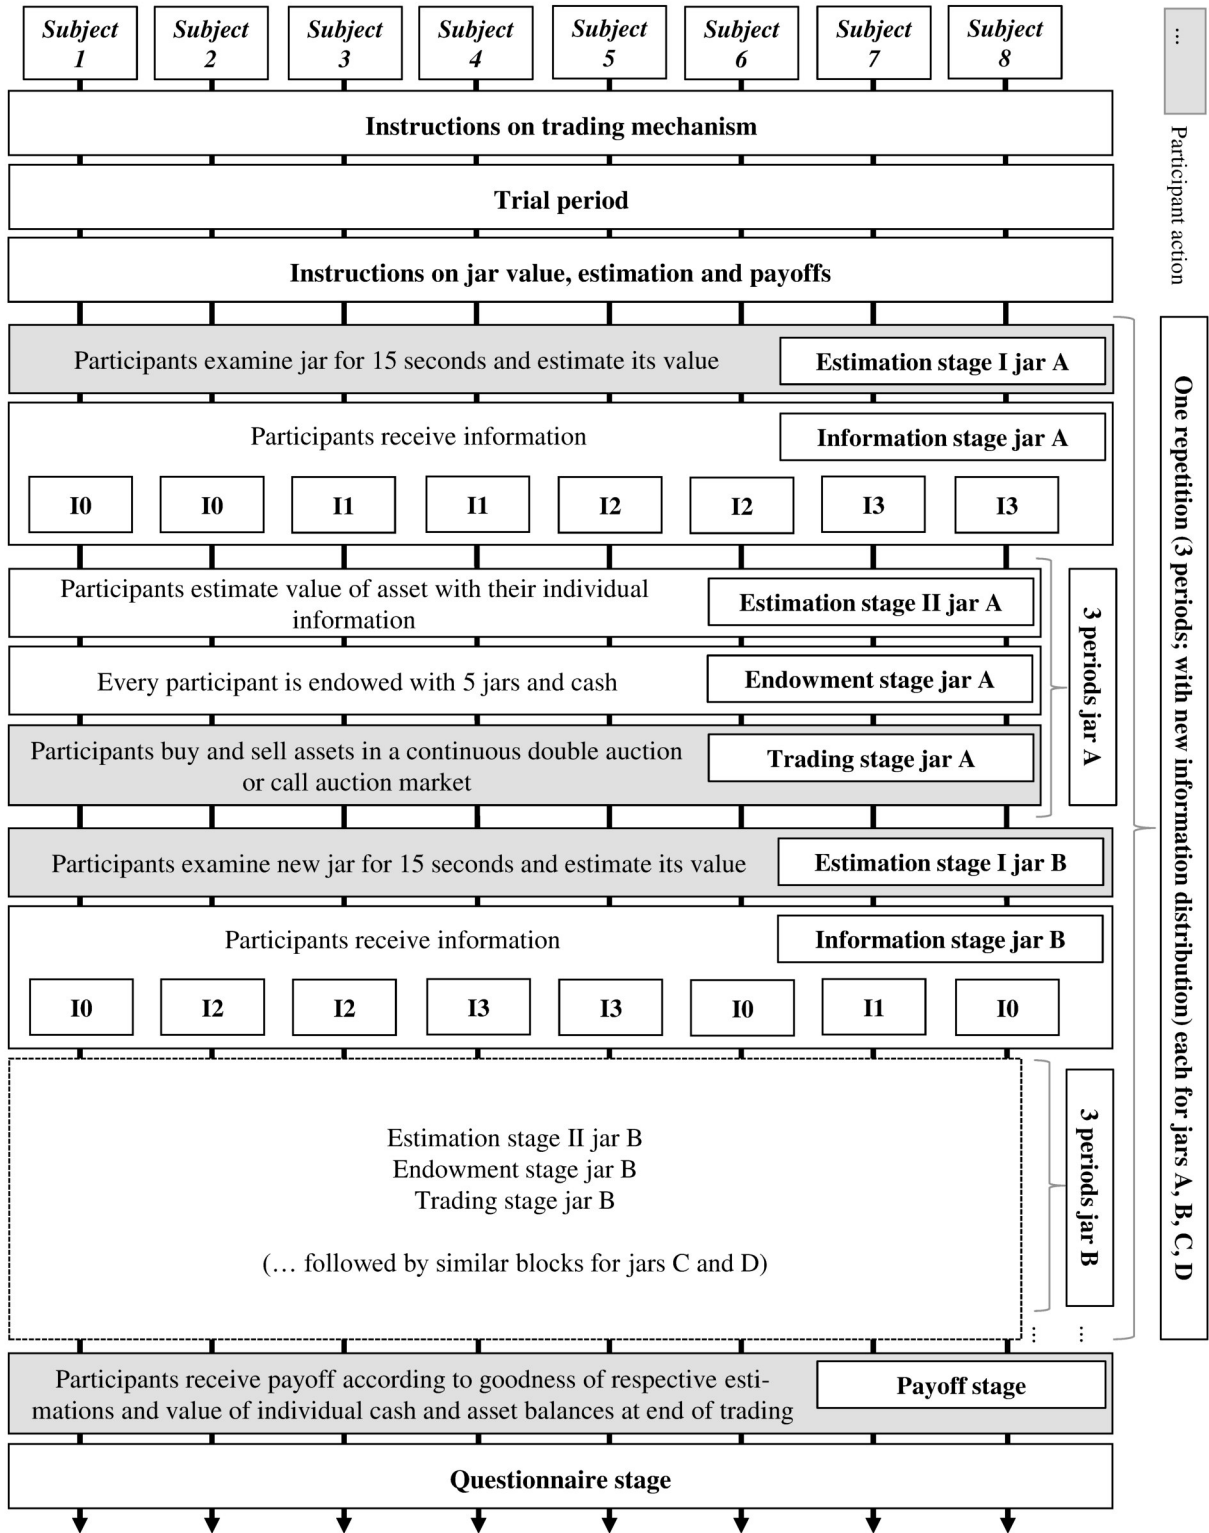 Subject
1
Subject
2
Subject
3
Subject
4
Subject
5
Subject
6
Subject
7
Subject
8
...
Participant action
Instructions on trading mechanism
Trial period
Instructions on jar value, estimation and payoffs
Participants examine jar for 15 seconds and estimate its value
Estimation stage I jar A
Participants receive information
Information stage jar A
I0 I0 I1 I1 I2 I2 I3 I3
Participants estimate value of asset with their individual
information
Estimation stage II jar A
Every participant is endowed with 5 jars and cash
Endowment stage jar A
Participants buy and sell assets in a continuous double auction
or call auction market
Trading stage jar A
3 periods jar A
Participants examine new jar for 15 seconds and estimate its value
Estimation stage I jar B
Participants receive information
Information stage jar B
I0 I2 I2 I3 I3 I0 I1 I0
Estimation stage II jar B
Endowment stage jar B
Trading stage jar B
(... followed by similar blocks for jars C and D)
3 periods jar B
... ...
One repetition (3 periods; with new information distribution) each for jars A, B, C, D
Participants receive payoff according to goodness of respective esti-
mations and value of individual cash and asset balances at end of trading
Payoff stage
Questionnaire stage